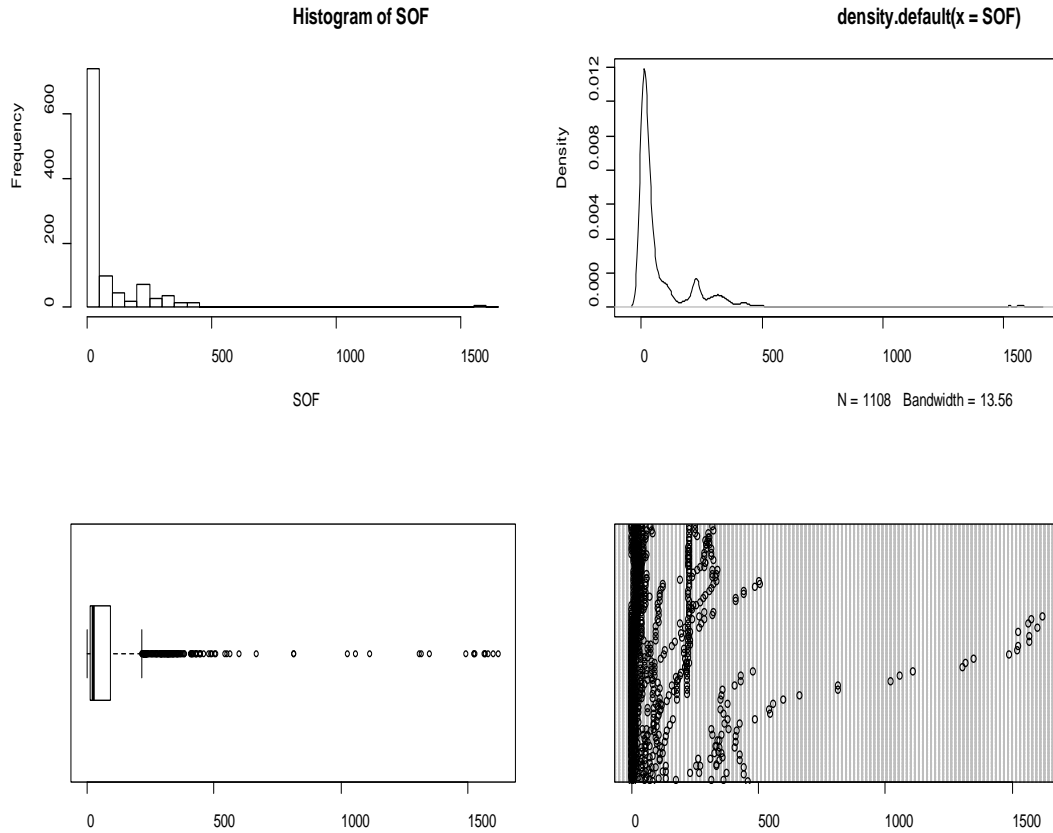 Histogram of SOF
Frequency
0 200 400 600
0 500 1000 1500
SOF
density.default(x = SOF)
Density
0.000 0.004 0.008 0.012
0 500 1000 1500
N = 1108 Bandwidth = 13.56
0 500 1000 1500
0 500 1000 1500